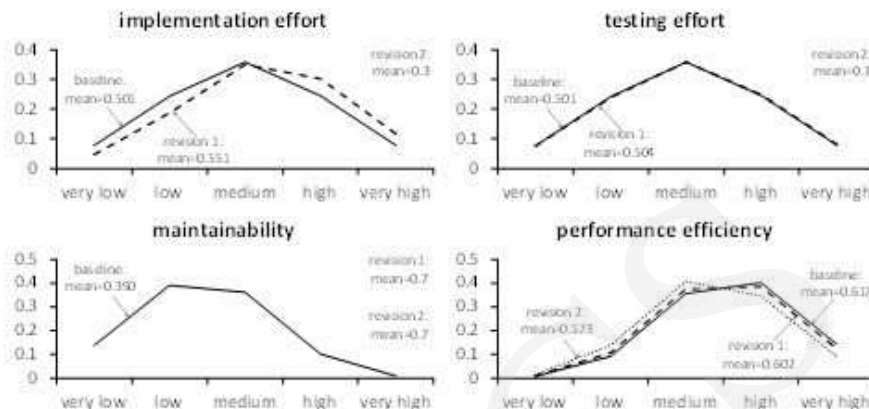 implementation effort
0.4
0.3
0.2
0.1
0
baseline:
mean=0.501
revision 1:
mean=0.551
revision 2:
mean=0.3
very low low medium high very high
testing effort
0.4
0.3
0.2
0.1
0
baseline:
mean=0.501
revision 1:
mean=0.504
revision 2:
mean=0.3
very low low medium high very high
maintainability
0.5
0.4
0.3
0.2
0.1
0
baseline:
mean=0.350
revision 1:
mean=0.7
revision 2:
mean=0.7
very low low medium high very high
performance efficiency
0.5
0.4
0.3
0.2
0.1
0
revision 2:
mean=0.573
baseline:
revision 1:
mean=0.602
very low low medium high very high